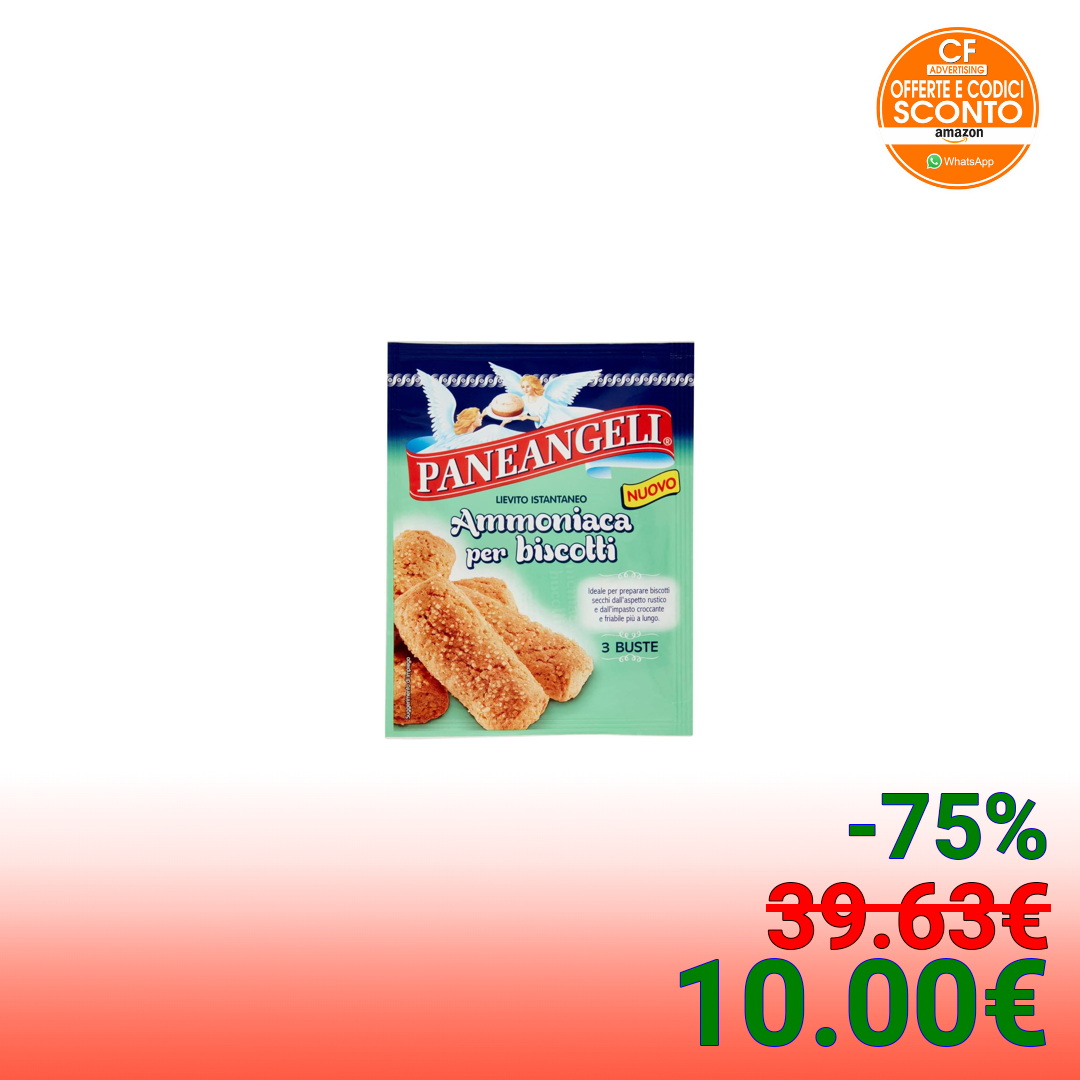 CF
ADVERTISING
OFFERTE E CODICI
SCONTO
amazon
WhatsApp
PANEANGELI®
LIEVITO ISTANTANEO
NUOVO
Ammoniaca
per biscotti
Ideale per preparare biscotti
secchi dall'aspetto rustico
e dall'impasto croccante
e friabile più a lungo.
3 BUSTE
-75%
39.63€
10.00€